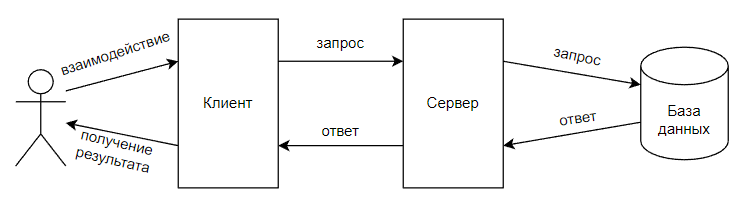 взаимодействие
Клиент
запрос
Сервер
запрос
База
данных
получение
результата
ответ
ответ